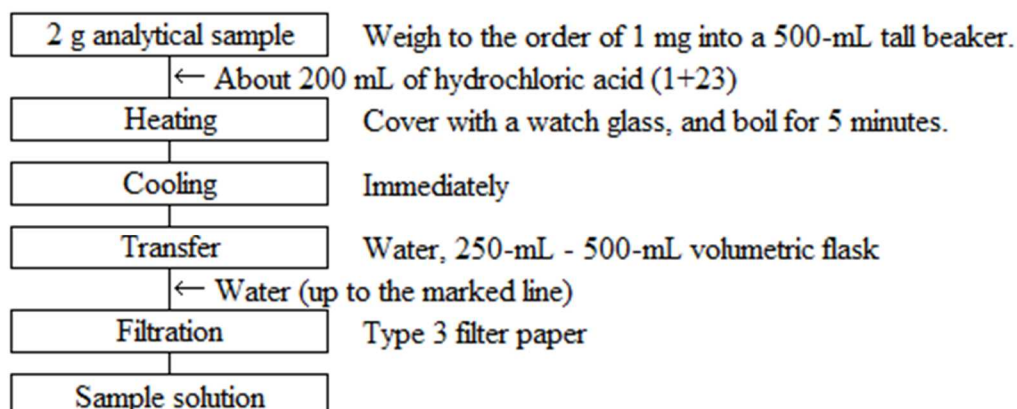 2 g analytical sample Weigh to the order of 1 mg into a 500-mL tall beaker.
← About 200 mL of hydrochloric acid (1+23)
Heating Cover with a watch glass, and boil for 5 minutes.
Cooling Immediately
Transfer Water, 250-mL - 500-mL volumetric flask
← Water (up to the marked line)
Filtration Type 3 filter paper
Sample solution